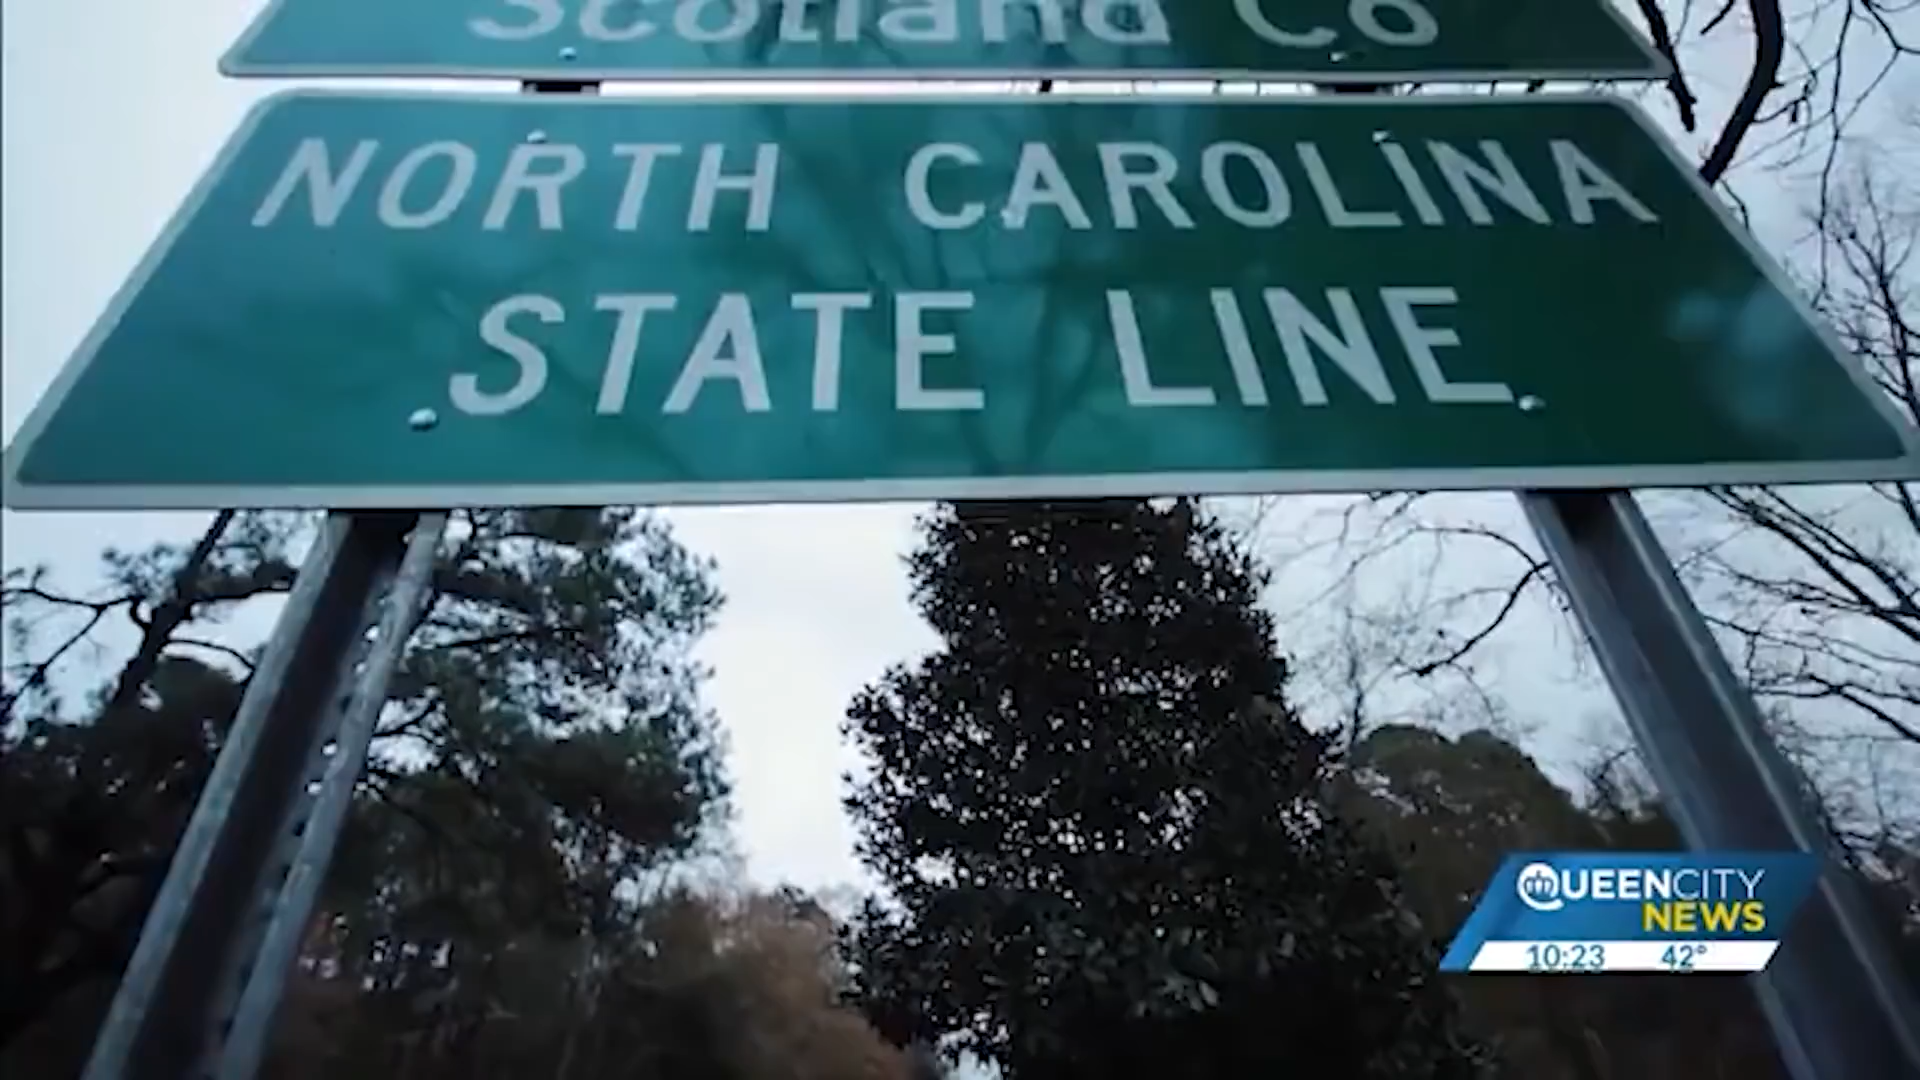 Scotland Co
NORTH CAROLINA
STATE LINE
QUEENCITY
NEWS
10:23 42°